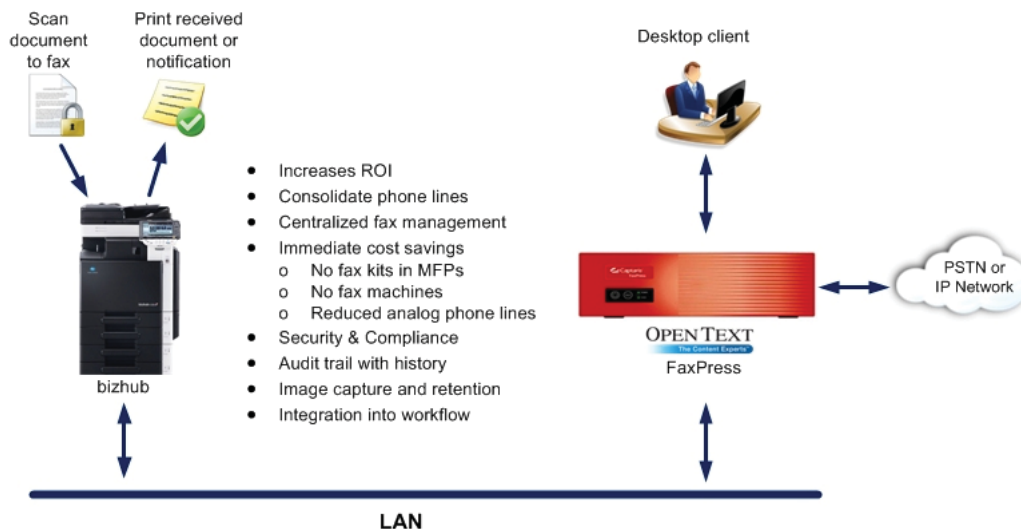 Scan
document
to fax
Print received
document or
notification
Desktop client
• Increases ROI
• Consolidate phone lines
• Centralized fax management
• Immediate cost savings
o No fax kits in MFPs
o No fax machines
o Reduced analog phone lines
• Security & Compliance
• Audit trail with history
• Image capture and retention
• Integration into workflow
bizhub
Captaris
FaxPress
OPEN TEXT
The Content Experts™
FaxPress
PSTN or
IP Network
LAN